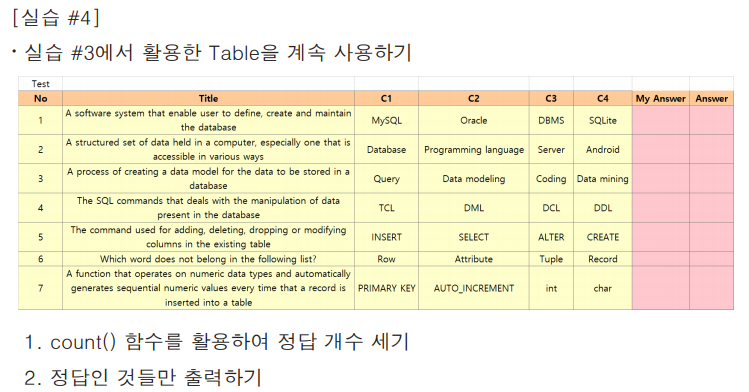 [실습 #4]
· 실습 #3에서 활용한 Table을 계속 사용하기
Test
No Title C1 C2 C3 C4 My Answer Answer
1 A software system that enable user to define, create and maintain the database MySQL Oracle DBMS SQLite
2 A structured set of data held in a computer, especially one that is accessible in various ways Database Programming language Server Android
3 A process of creating a data model for the data to be stored in a database Query Data modeling Coding Data mining
4 The SQL commands that deals with the manipulation of data present in the database TCL DML DCL DDL
5 The command used for adding, deleting, dropping or modifying columns in the existing table INSERT SELECT ALTER CREATE
6 Which word does not belong in the following list? Row Attribute Tuple Record
7 A function that operates on numeric data types and automatically generates sequential numeric values every time that a record is inserted into a table PRIMARY KEY AUTO_INCREMENT int char
1. count() 함수를 활용하여 정답 개수 세기
2. 정답인 것들만 출력하기